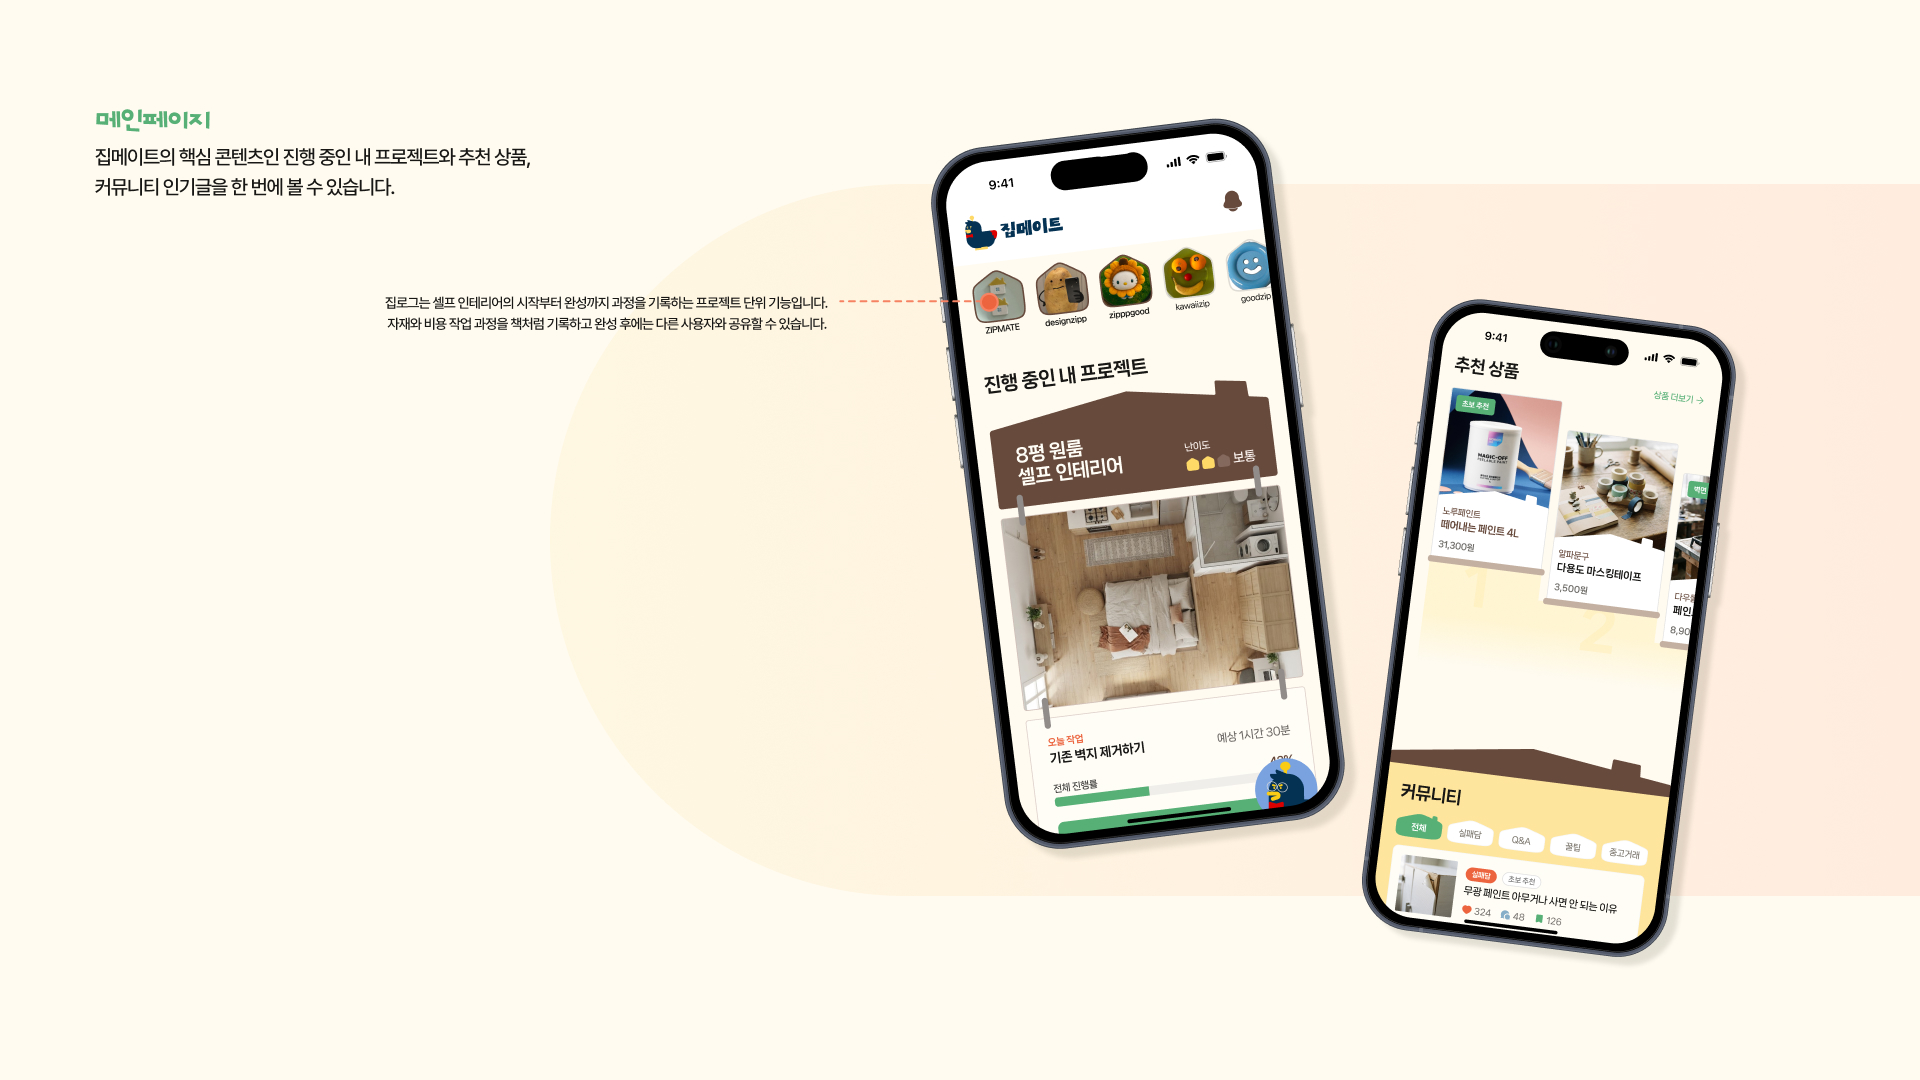 메인페이지
집메이트의 핵심 콘텐츠인 진행 중인 내 프로젝트와 추천 상품,
커뮤니티 인기글을 한 번에 볼 수 있습니다.
집로그는 셀프 인테리어의 시작부터 완성까지 과정을 기록하는 프로젝트 단위 기능입니다.
자재와 비용 작업 과정을 책처럼 기록하고 완성 후에는 다른 사용자와 공유할 수 있습니다.
9:41
집메이트
ZIPMATE
designzipp
zipppgood
kawaiizip
goodzip
진행 중인 내 프로젝트
8평 원룸
셀프 인테리어
난이도
보통
오늘 작업
기존 벽지 제거하기
예상 1시간 30분
전체 진행률
9:41
추천 상품
상품 더보기 →
초보 추천
MAGIC-OFF
노루페인트
떼어내는 페인트 4L
31,300원
1
알파문구
다용도 마스킹테이프
3,500원
2
벽면
다우
페인
8,90
커뮤니티
전체
실패담
Q&A
꿀팁
중고거래
실패담
초보 추천
무광 페인트 아무거나 사면 안 되는 이유
324
48
126